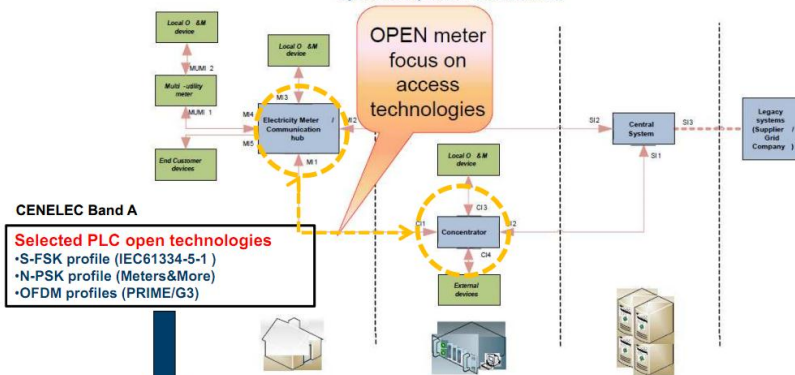 Local O &M
device
MUMI 2
Multi -utility
meter
MUMI 1
End Customer
devices
Local O &M
device
MI3
MI4
MI5
Electricity Meter /
Communication
hub
MI2
MI1
OPEN meter
focus on
access
technologies
Local O &M
device
CI3
CI1
Concentrator
CI4
External
devices
SI2
Central
System
SI3
SI1
Legacy
systems
(Supplier /
Grid
Company )
CENELEC Band A
Selected PLC open technologies
•S-FSK profile (IEC61334-5-1 )
•N-PSK profile (Meters&More)
•OFDM profiles (PRIME/G3)